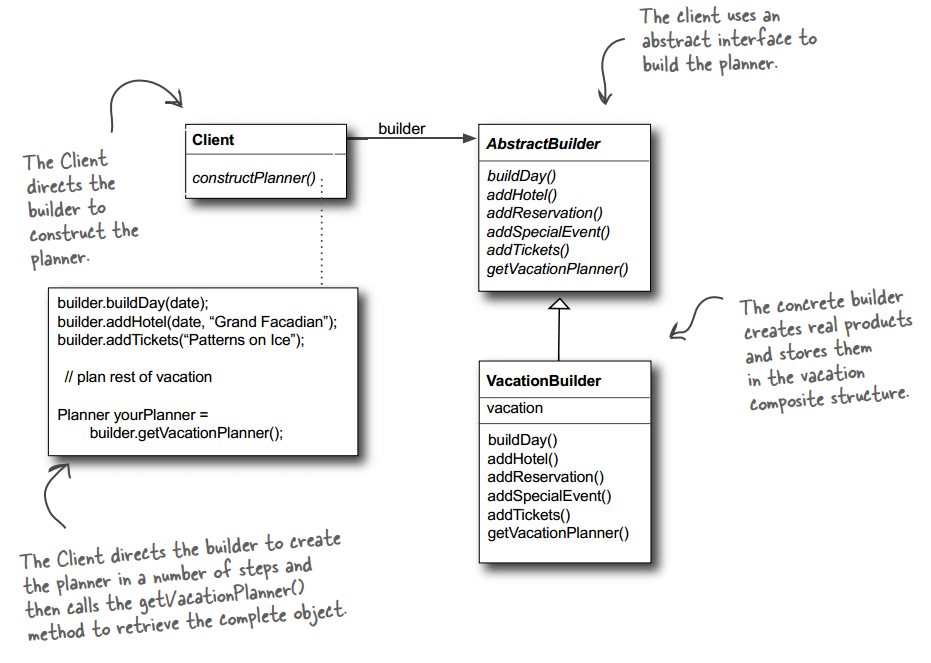 The client uses an
abstract interface to
build the planner.
builder
Client
constructPlanner()
AbstractBuilder
buildDay()
addHotel()
addReservation()
addSpecialEvent()
addTickets()
getVacationPlanner()
The Client
directs the
builder to
construct the
planner.
builder.buildDay(date);
builder.addHotel(date, “Grand Facadian”);
builder.addTickets(“Patterns on Ice”);
// plan rest of vacation
Planner yourPlanner =
builder.getVacationPlanner();
The concrete builder
creates real products
and stores them
in the vacation
composite structure.
VacationBuilder
vacation
buildDay()
addHotel()
addReservation()
addSpecialEvent()
addTickets()
getVacationPlanner()
The Client directs the builder to create
the planner in a number of steps and
then calls the getVacationPlanner()
method to retrieve the complete object.